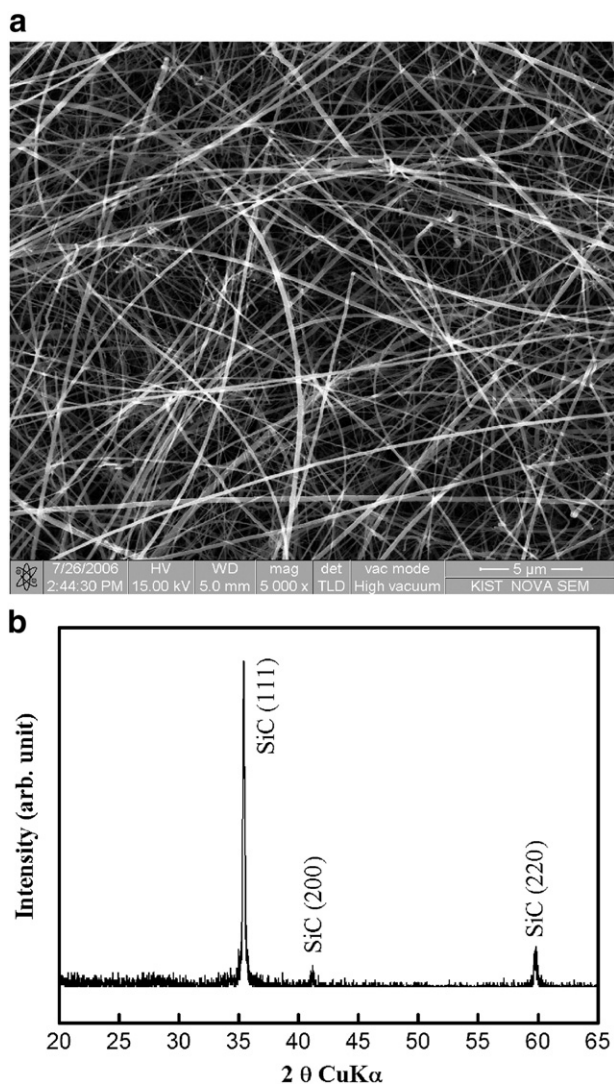 a
7/26/2006 HV WD mag det vac mode 5 μm
2:44:30 PM 15.00 kV 5.0 mm 5 000 x TLD High vacuum KIST NOVA SEM
b
Intensity (arb. unit)
SiC (111)
SiC (200)
SiC (220)
20 25 30 35 40 45 50 55 60 65
2 θ CuKα